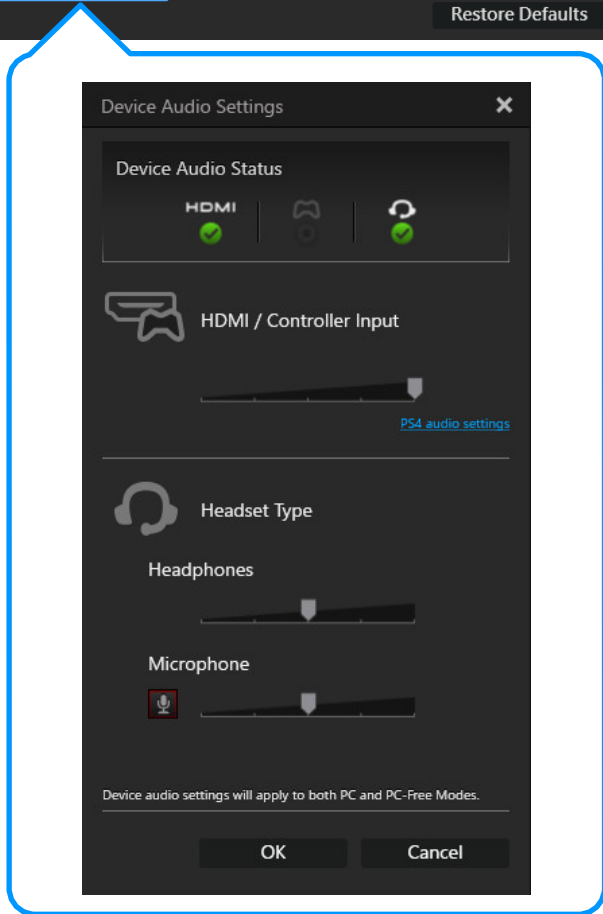 Restore Defaults
Device Audio Settings
Device Audio Status
HDMI
HDMI / Controller Input
PS4 audio settings
Headset Type
Headphones
Microphone
Device audio settings will apply to both PC and PC-Free Modes.
OK Cancel